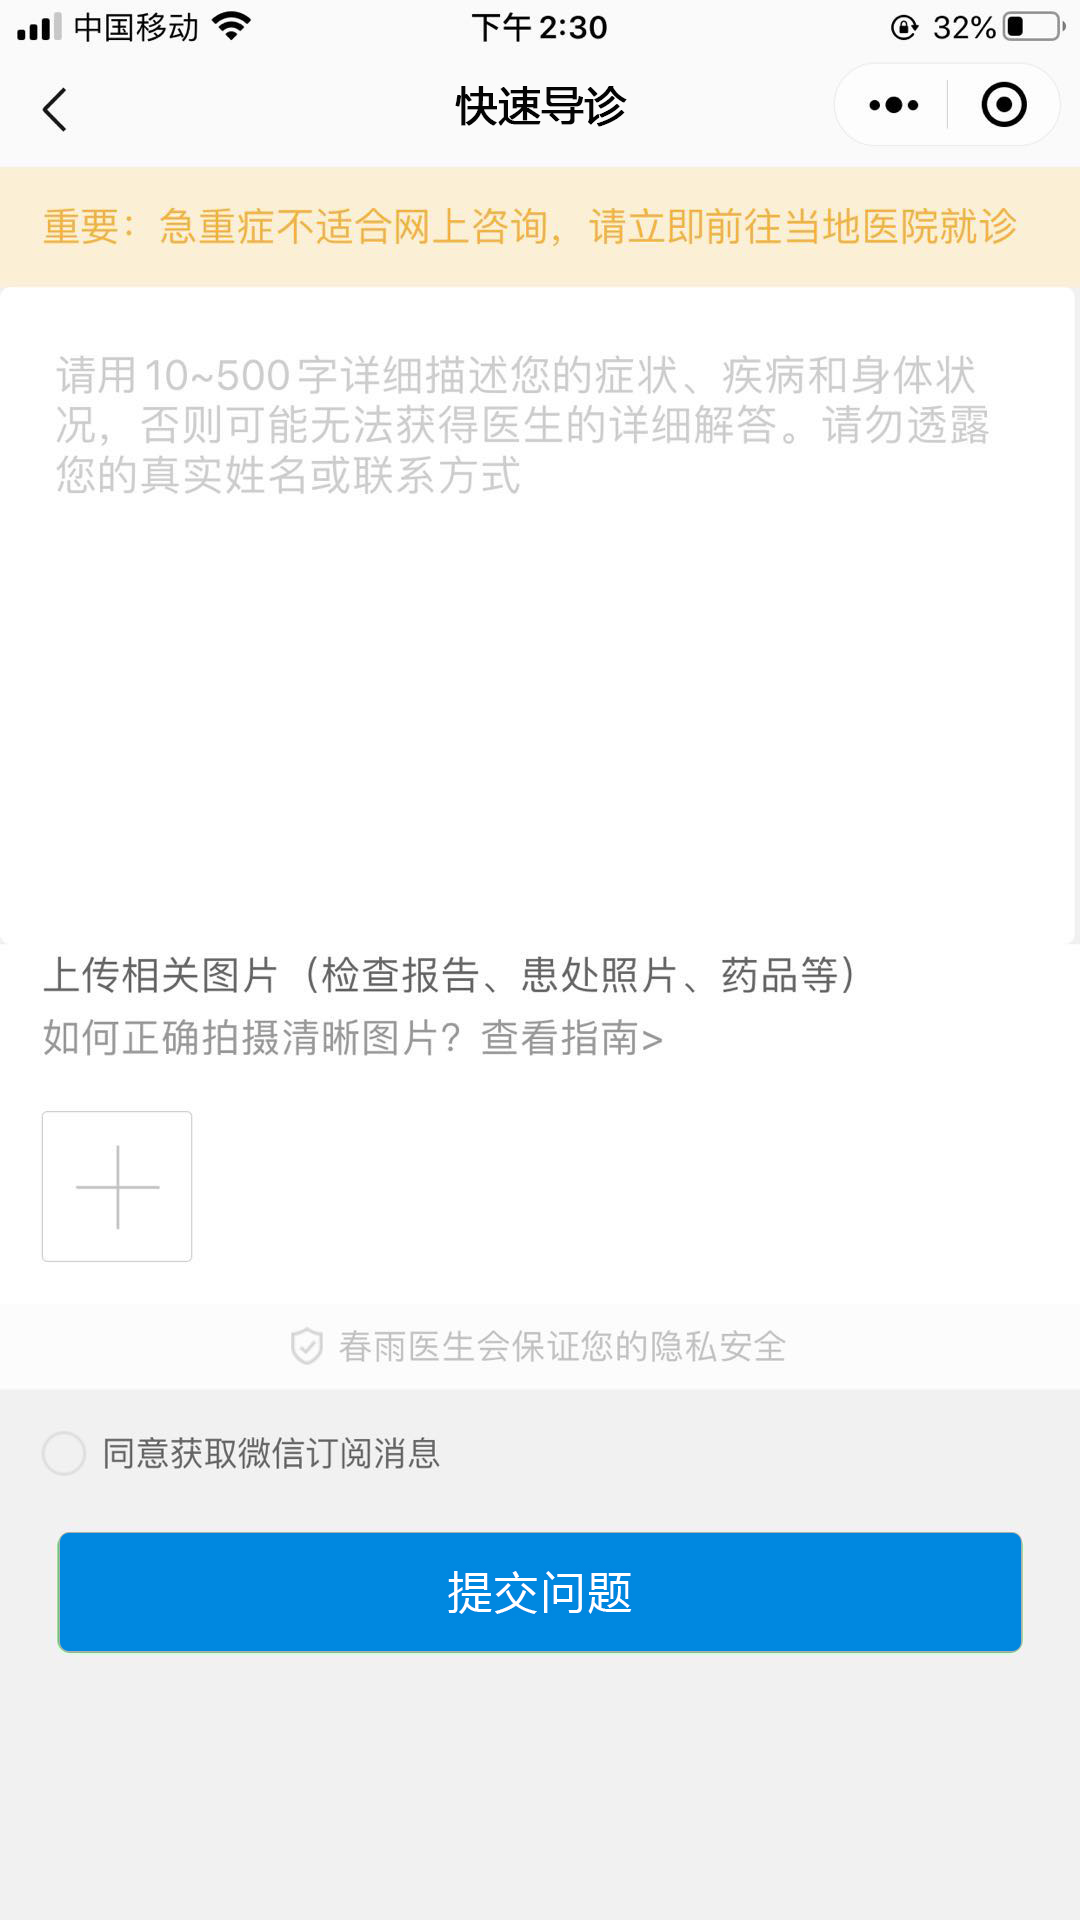 中国移动
下午2:30
32%
快速导诊
重要：急重症不适合网上咨询，请立即前往当地医院就诊
请用10~500字详细描述您的症状、疾病和身体状
况，否则可能无法获得医生的详细解答。请勿透露
您的真实姓名或联系方式
上传相关图片（检查报告、患处照片、药品等）
如何正确拍摄清晰图片？查看指南>
春雨医生会保证您的隐私安全
同意获取微信订阅消息
提交问题